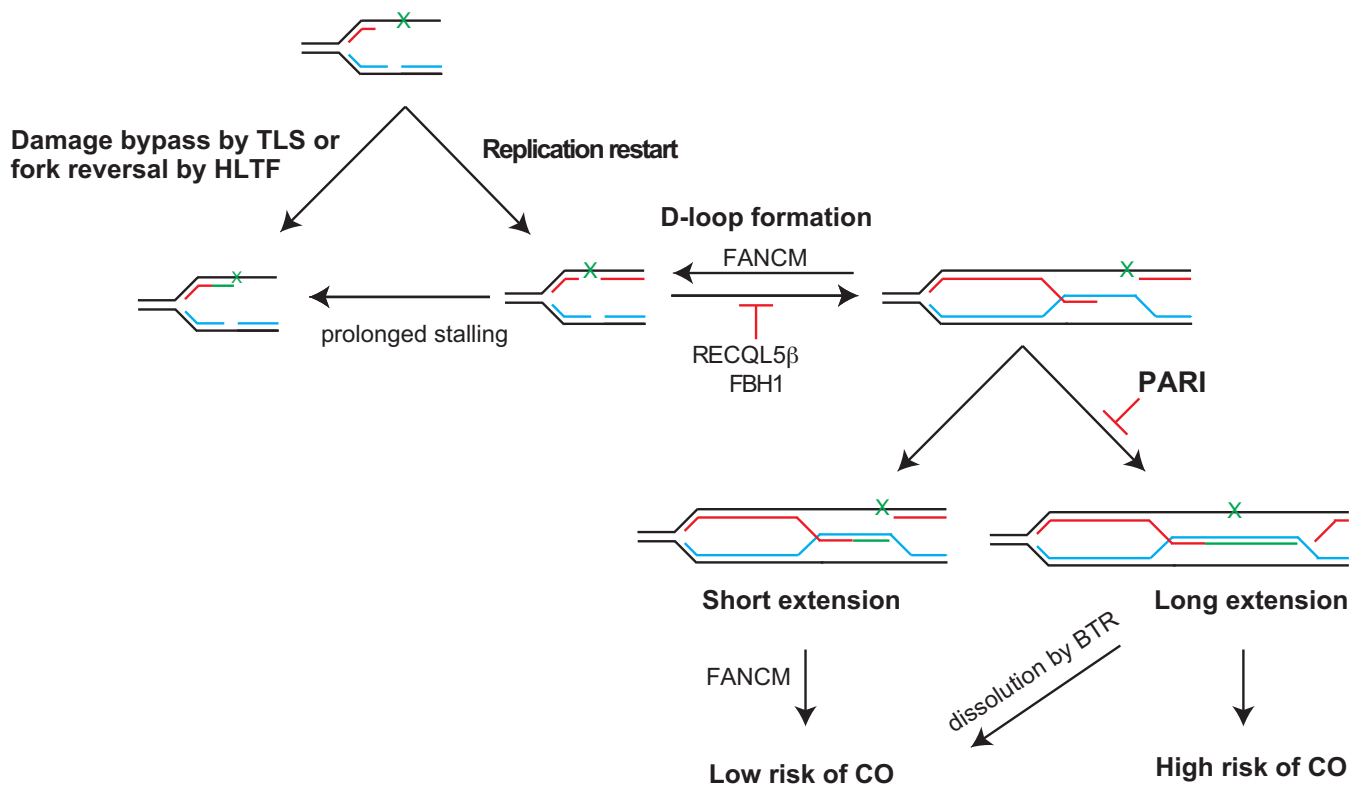 X
Damage bypass by TLS or
fork reversal by HLTF
Replication restart
D-loop formation
FANCM
X
X
X
prolonged stalling
RECQL5β
FBH1
PARI
X
X
Short extension
Long extension
FANCM
dissolution by BTR
Low risk of CO
High risk of CO